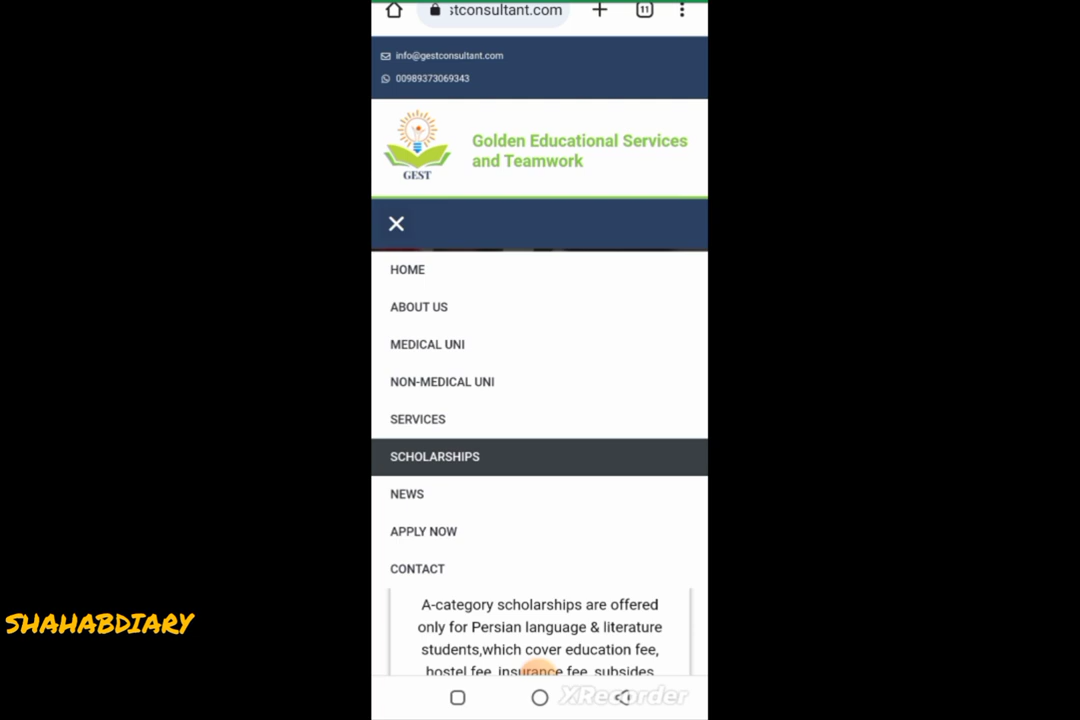 stconsultant.com
11
info@gestconsultant.com
00989373069343
Golden Educational Services
and Teamwork
GEST
HOME
ABOUT US
MEDICAL UNI
NON-MEDICAL UNI
SERVICES
SCHOLARSHIPS
NEWS
APPLY NOW
CONTACT
A-category scholarships are offered
only for Persian language & literature
students,which cover education fee,
hostel fee, insurance fee, subsides
SHAHABDIARY
XRecorder